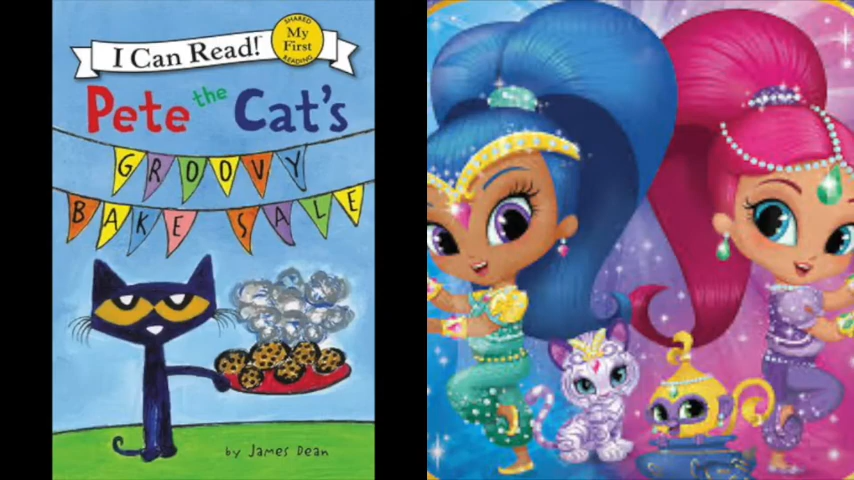 I Can Read!
SHARED
My
First
READING
Pete the Cat's
GROOVY
BAKE SALE
by James Dean